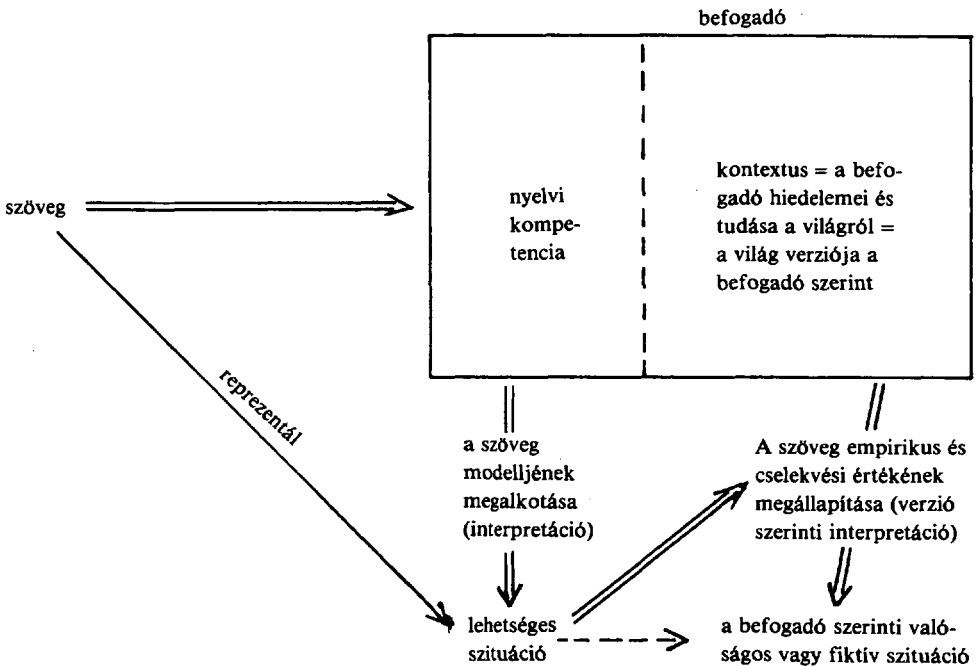 befogadó
szöveg
nyelvi
kompe-
tencia
kontextus = a befo-
gadó hiedelemei és
tudása a világról =
a világ verziója a
befogadó szerint
reprezentál
a szöveg
modelljének
megalkotása
(interpretáció)
A szöveg empirikus és
cselekvési értékének
megállapítása (verzió
szerinti interpretáció)
lehetséges
szituáció
a befogadó szerinti való-
ságos vagy fiktív szituáció